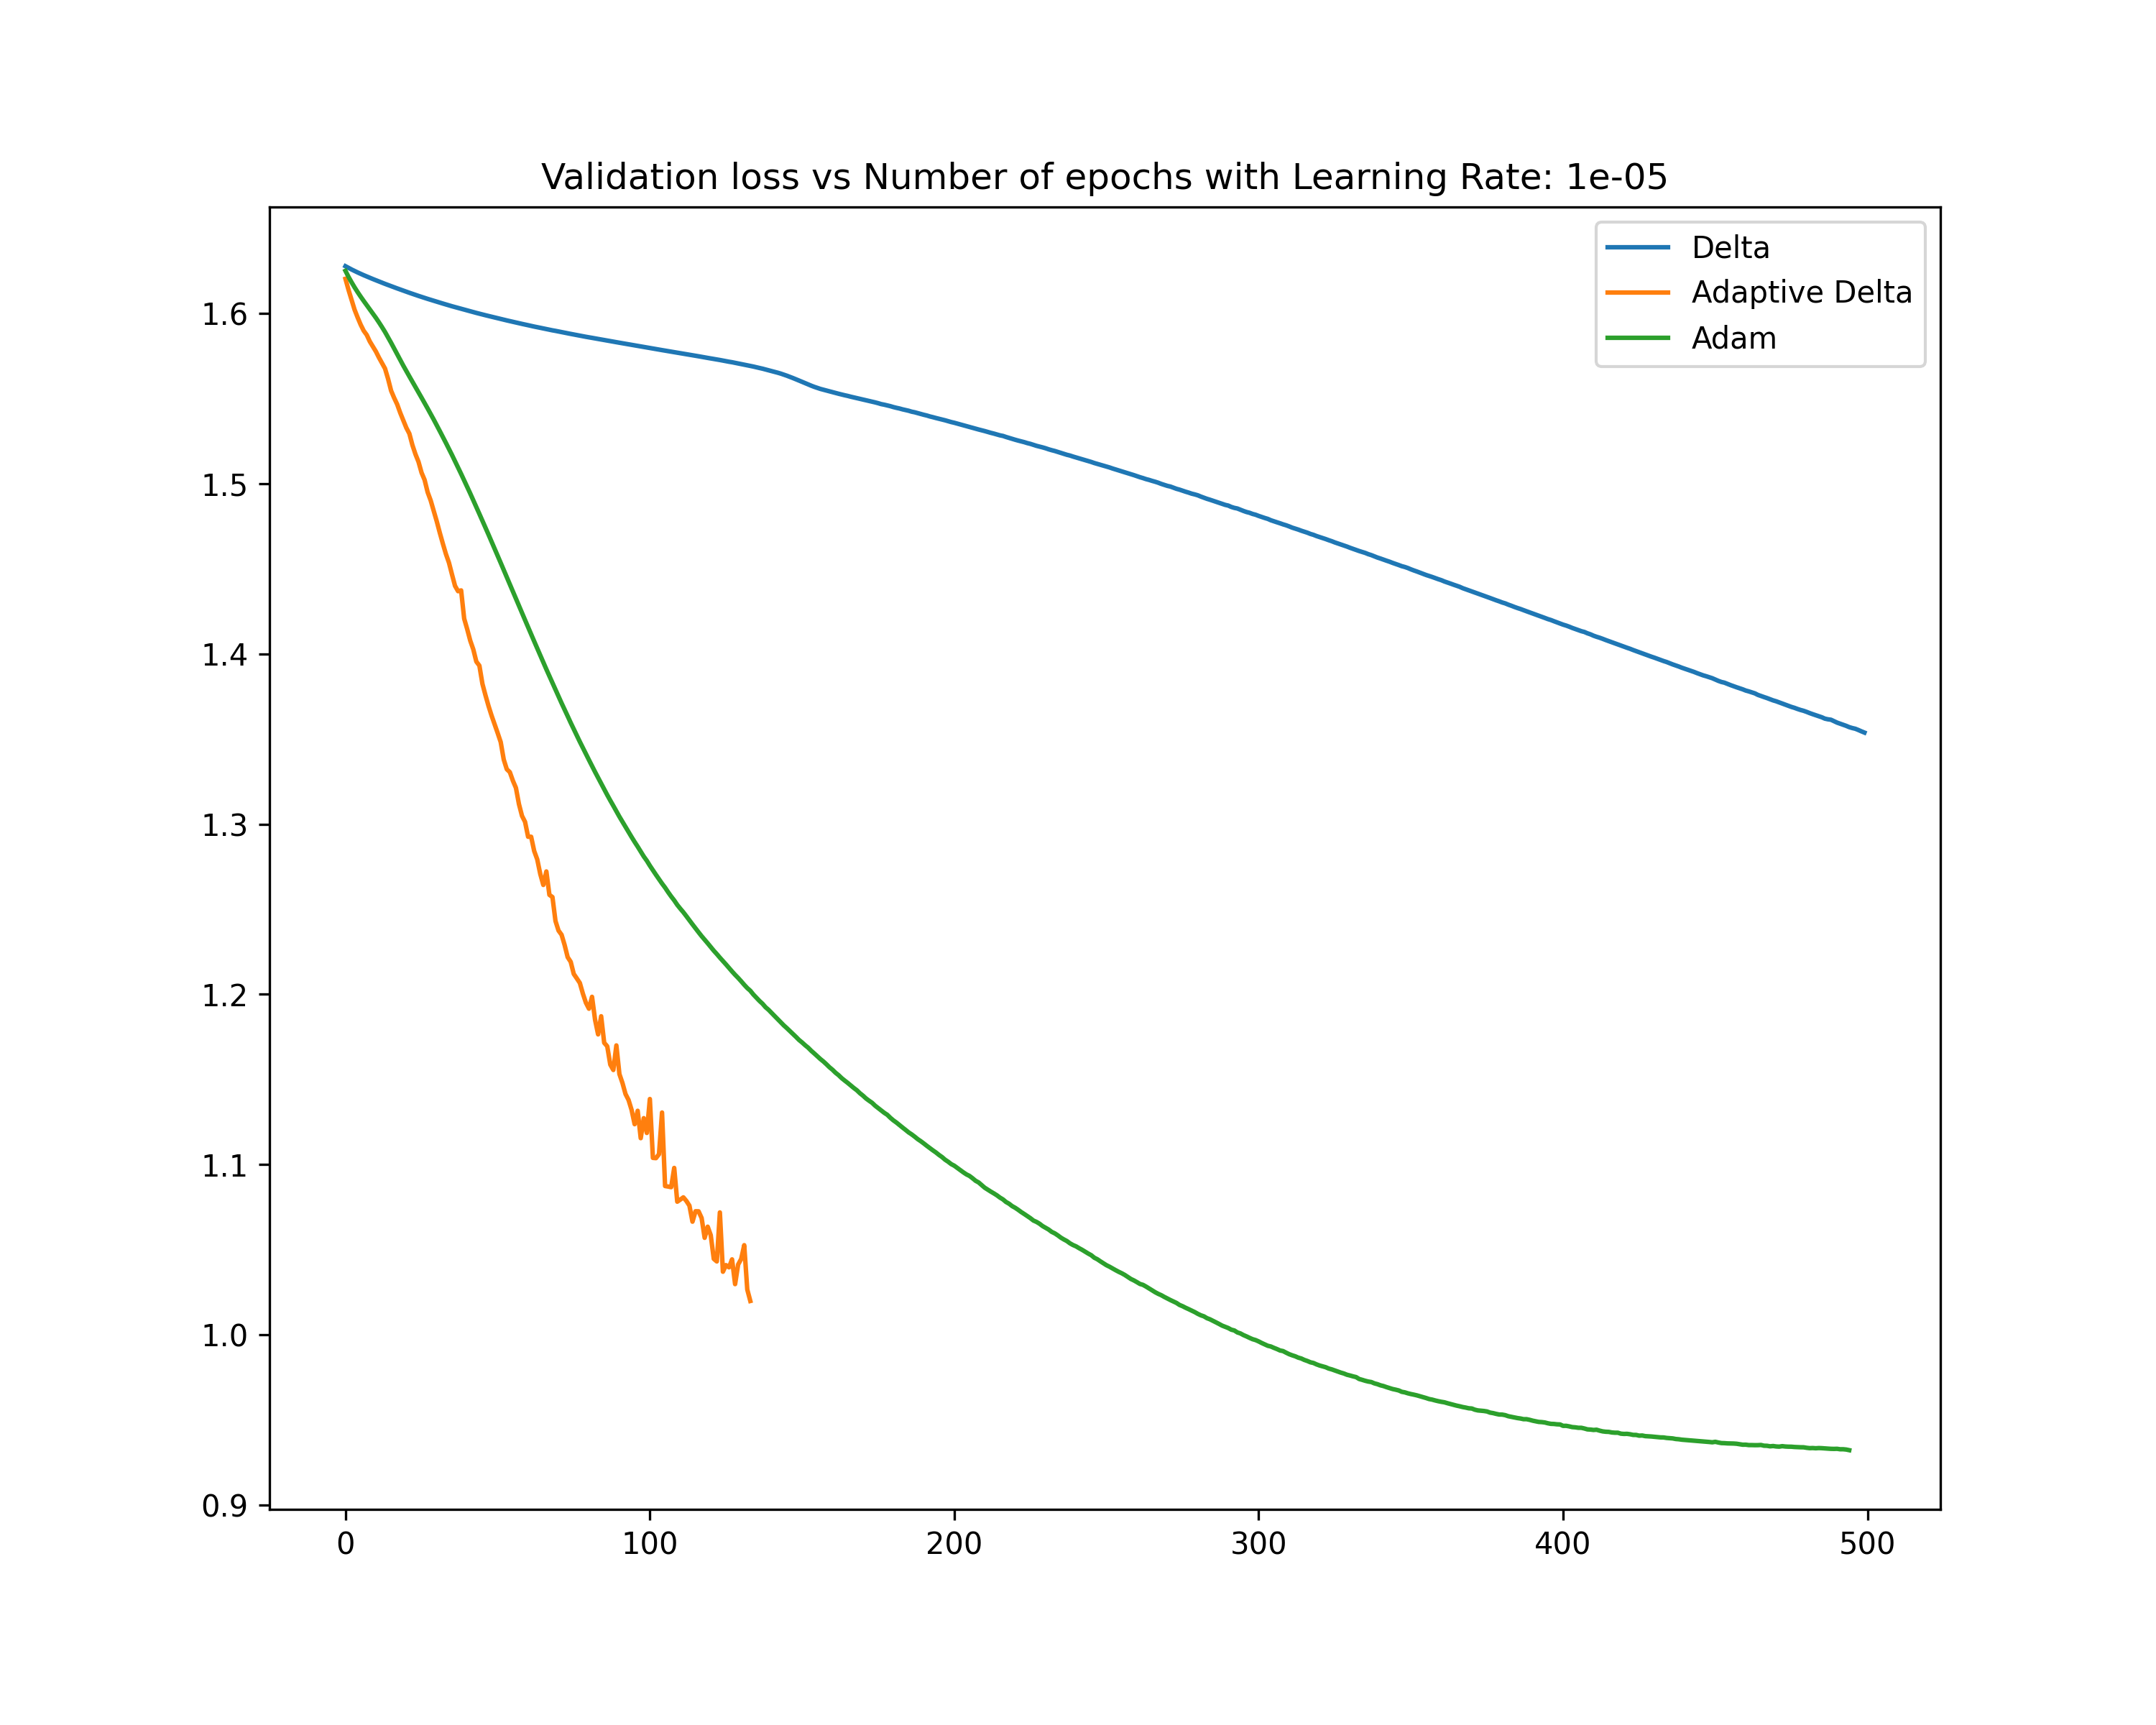 Validation loss vs Number of epochs with Learning Rate: 1e-05
Delta
Adaptive Delta
Adam
1.6
1.5
1.4
1.3
1.2
1.1
1.0
0.9
0 100 200 300 400 500